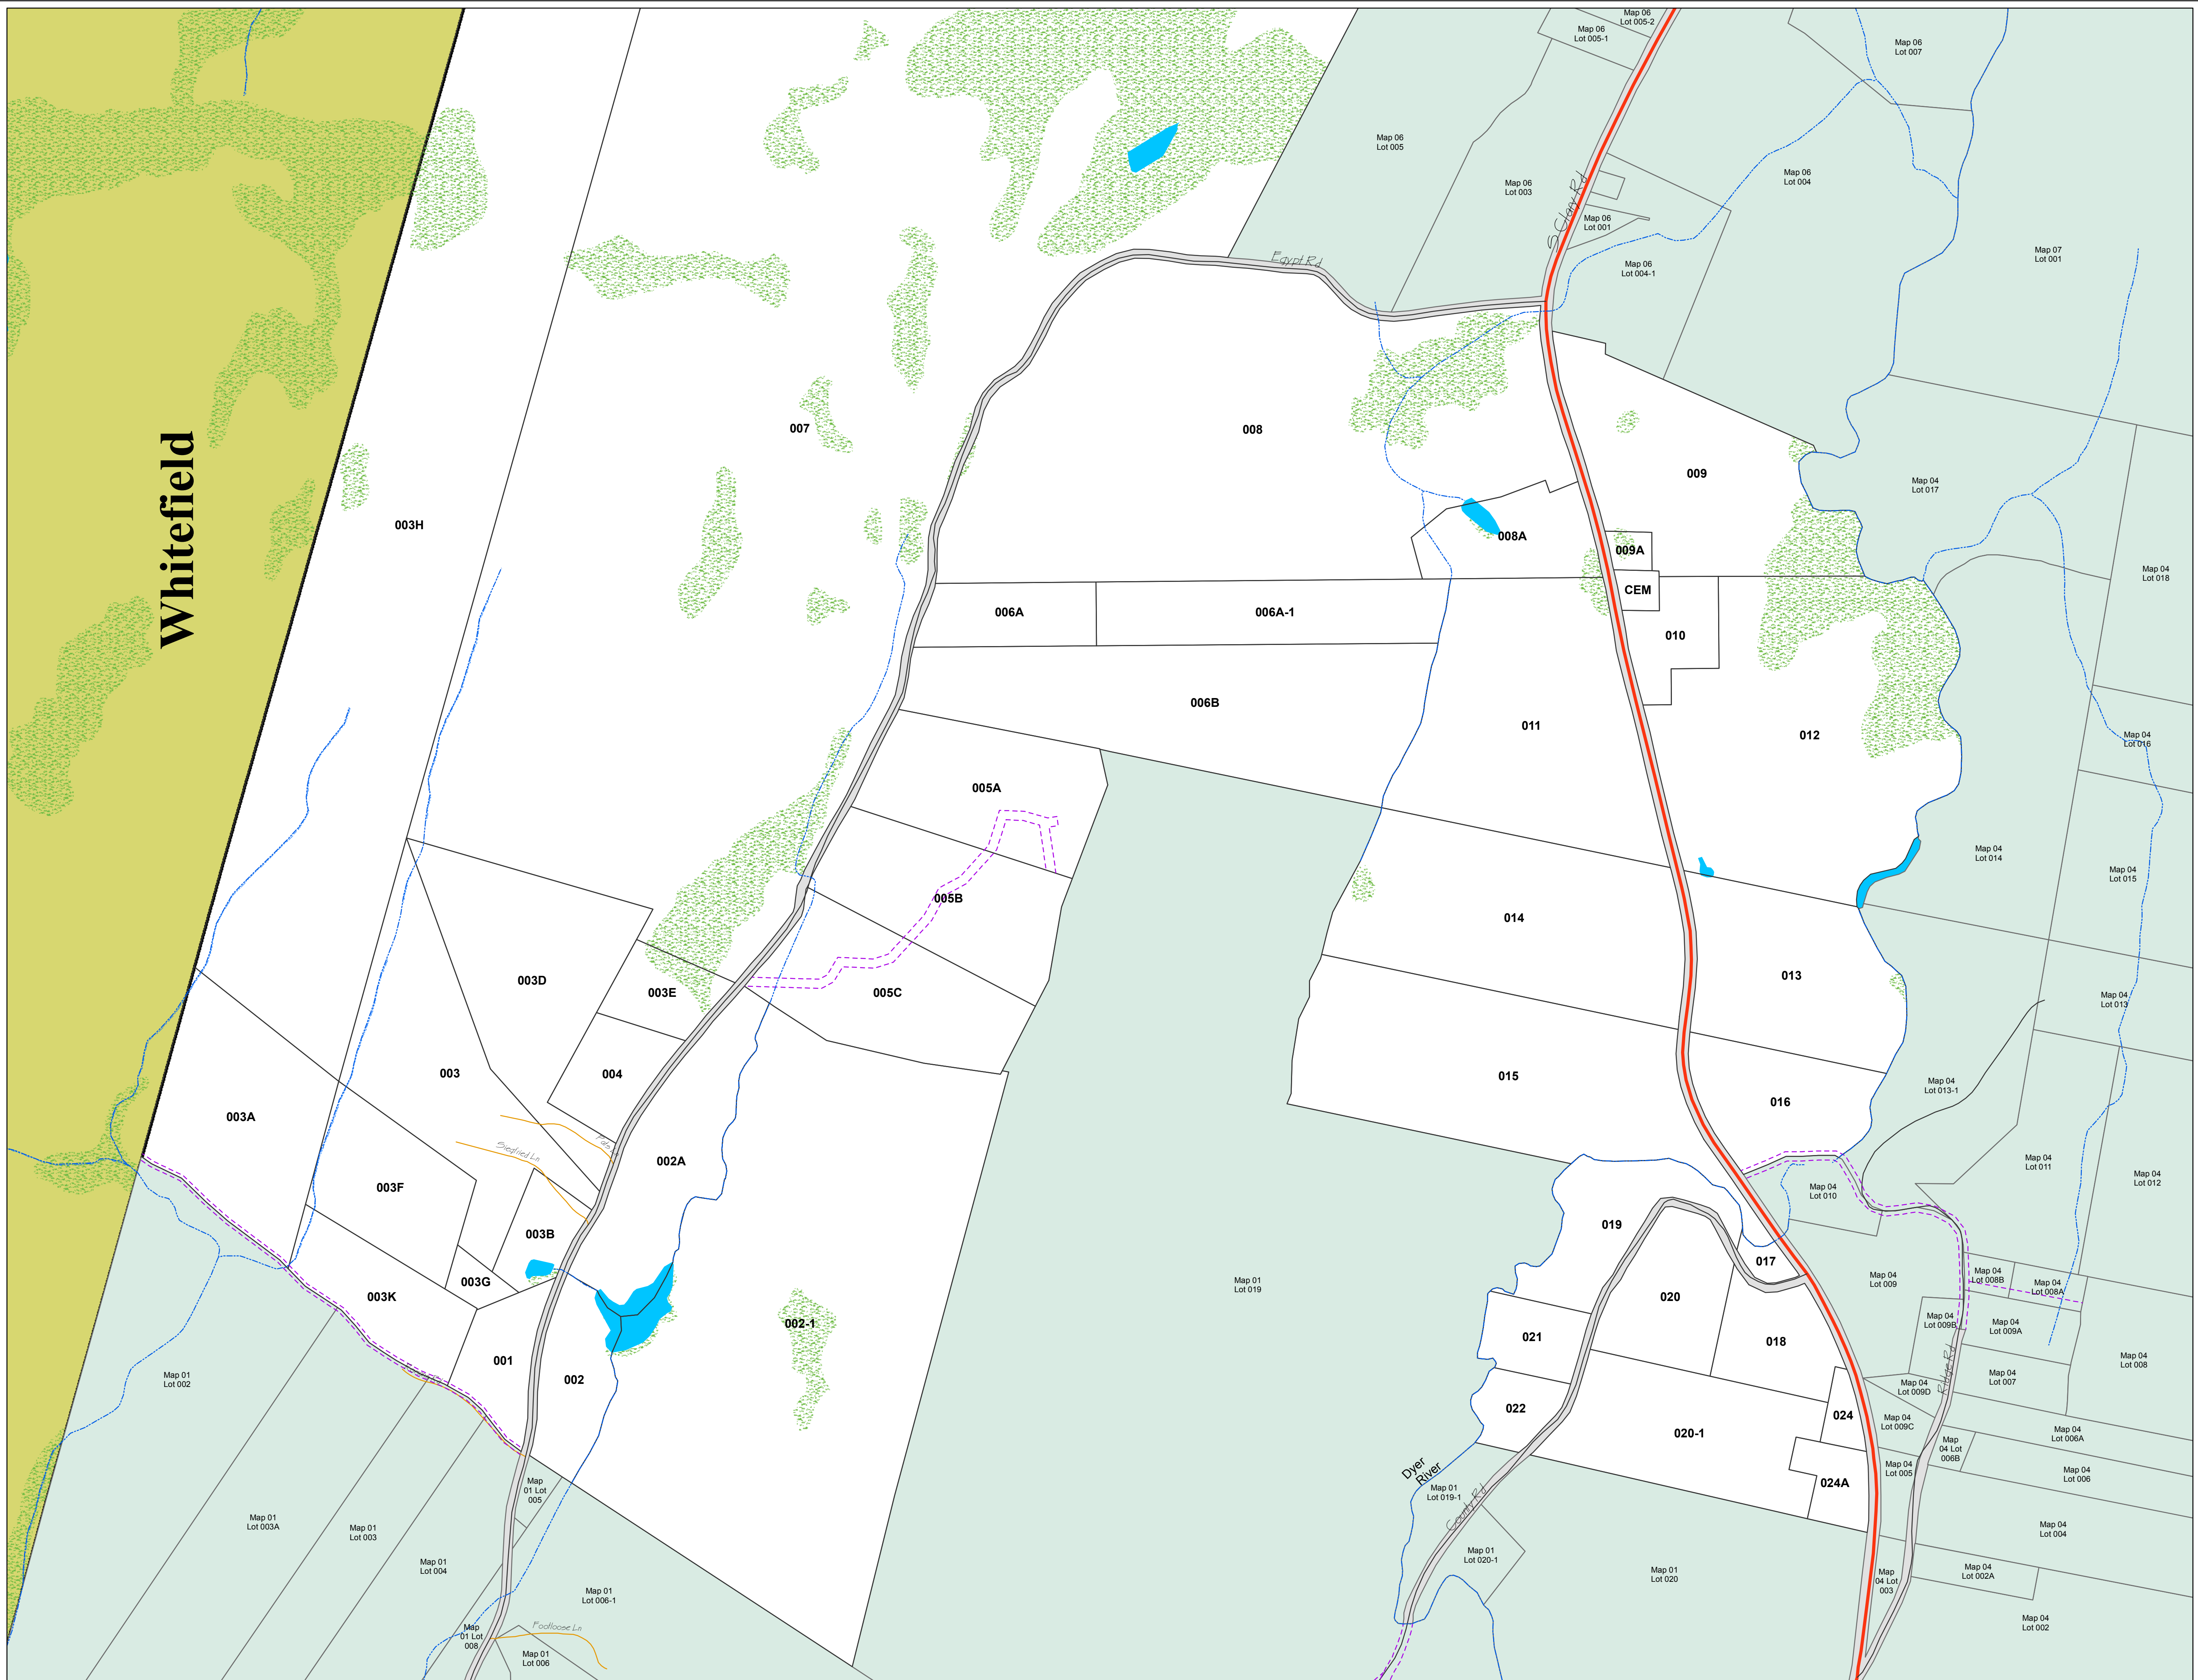 Map 06
Lot 005-2
Map 06
Lot 005-1
Map 06
Lot 007
Map 06
Lot 005
Map 06
Lot 003
Map 06
Lot 004
S Clary Rd
Map 06
Lot 001
Map 06
Lot 004-1
Map 07
Lot 001
Egypt Rd
Whitefield
007
008
009
Map 04
Lot 017
003H
008A
009A
CEM
Map 04
Lot 018
006A
006A-1
010
006B
011
012
Map 04
Lot 016
005A
Map 04
Lot 014
Map 04
Lot 015
005B
014
003D
003E
005C
013
Map 04
Lot 013
003
004
015
Map 04
Lot 013-1
003A
016
Siegfried Ln
002A
Map 04
Lot 011
Map 04
Lot 012
003F
Map 04
Lot 010
003B
019
017
003G
003K
Map 01
Lot 019
020
Map 04
Lot 009
Map 04
Lot 008B
Map 04
Lot 008A
002-1
021
018
Map 04
Lot 009B
Map 04
Lot 009A
001
002
Map 04
Lot 008
Map 01
Lot 002
Ridge Rd
Map 04
Lot 007
Map 04
Lot 009D
022
024
020-1
Map 04
Lot 009C
Map 04
Lot 006A
Map
04 Lot
006B
Dyer
River
Map 04
Lot 005
Map 04
Lot 006
024A
Map
01 Lot
005
Map 01
Lot 019-1
County Rd
Map 01
Lot 003A
Map 01
Lot 003
Map 04
Lot 004
Map 01
Lot 004
Map 01
Lot 020-1
Map 01
Lot 020
Map
04 Lot
003
Map 04
Lot 002A
Map 01
Lot 006-1
Map
01 Lot
008
Footloose Ln
Map 01
Lot 006
Map 04
Lot 002